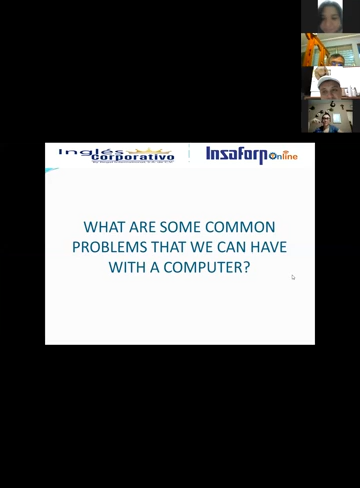 Inglés
Corporativo
Insaforp Online
WHAT ARE SOME COMMON
PROBLEMS THAT WE CAN HAVE
WITH A COMPUTER?